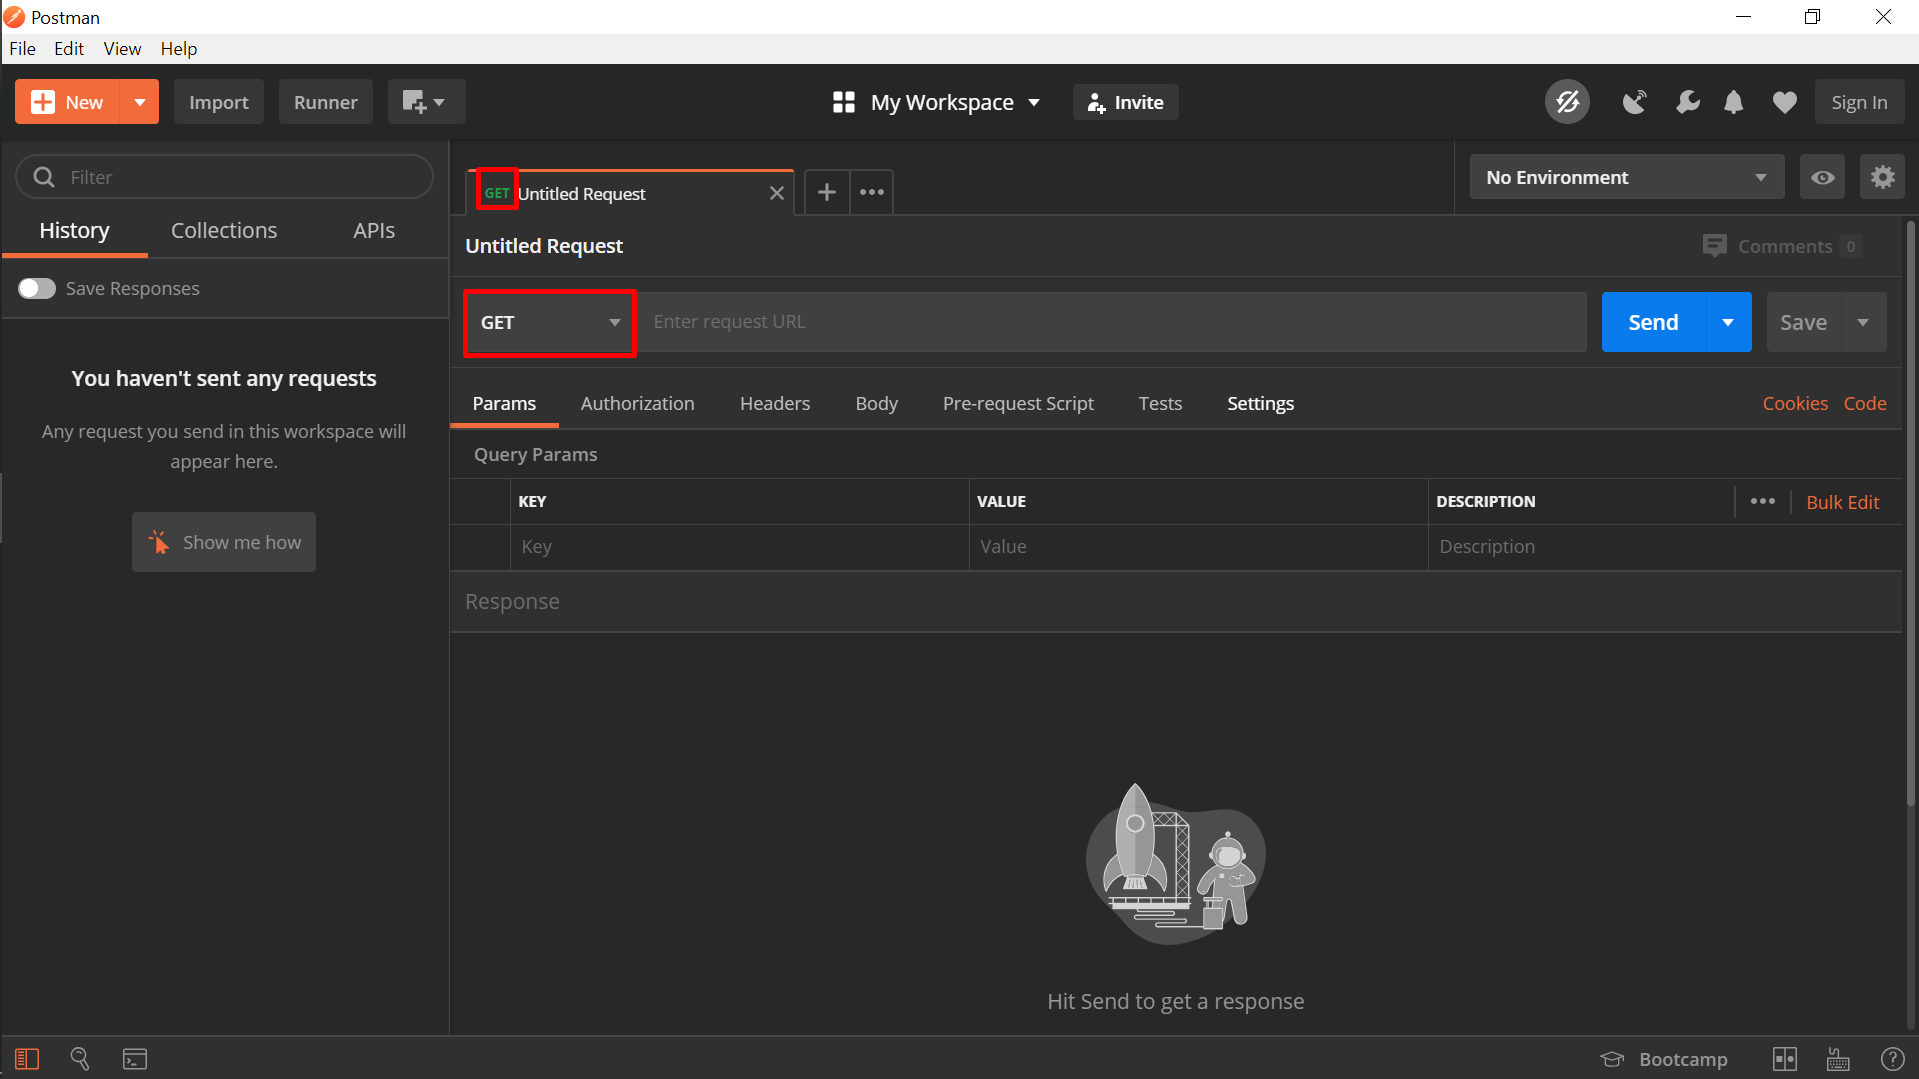 Postman
File Edit View Help
New Import Runner My Workspace Invite Sign In
Filter
GET Untitled Request
No Environment
History Collections APIs
Untitled Request
Comments 0
Save Responses
GET Enter request URL Send Save
You haven't sent any requests
Any request you send in this workspace will
appear here.
Show me how
Params Authorization Headers Body Pre-request Script Tests Settings Cookies Code
Query Params
KEY VALUE DESCRIPTION Bulk Edit
Key Value Description
Response
Hit Send to get a response
Bootcamp